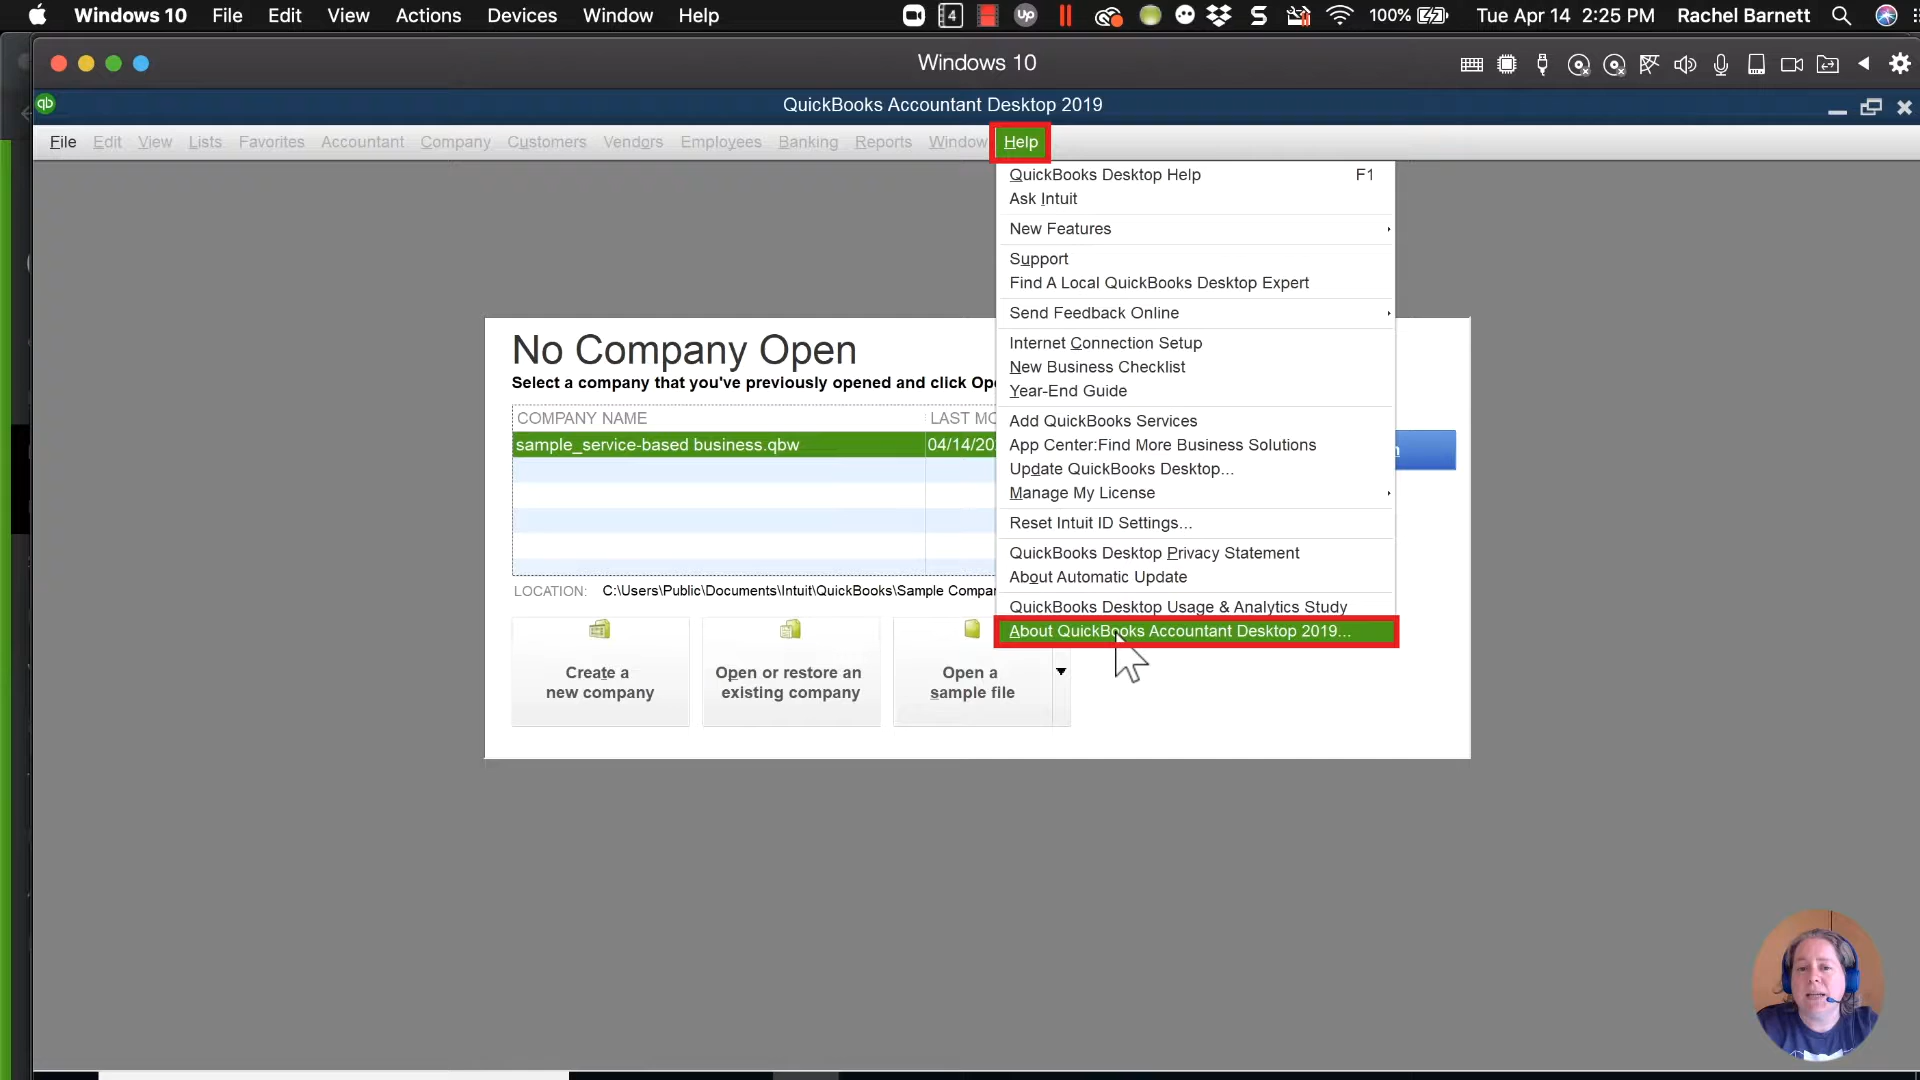 Windows 10 File Edit View Actions Devices Window Help 4 Up 100% Tue Apr 14 2:25 PM Rachel Barnett
Windows 10
qb QuickBooks Accountant Desktop 2019
File Edit View Lists Favorites Accountant Company Customers Vendors Employees Banking Reports Window Help
QuickBooks Desktop Help F1
Ask Intuit
New Features
Support
Find A Local QuickBooks Desktop Expert
Send Feedback Online
Internet Connection Setup
New Business Checklist
Year-End Guide
Add QuickBooks Services
App Center:Find More Business Solutions
Update QuickBooks Desktop...
Manage My License
Reset Intuit ID Settings...
QuickBooks Desktop Privacy Statement
About Automatic Update
QuickBooks Desktop Usage & Analytics Study
About QuickBooks Accountant Desktop 2019...
No Company Open
Select a company that you've previously opened and click Ope
COMPANY NAME LAST MO
sample_service-based business.qbw 04/14/20
LOCATION: C:\Users\Public\Documents\Intuit\QuickBooks\Sample Compan
Create a
new company
Open or restore an
existing company
Open a
sample file